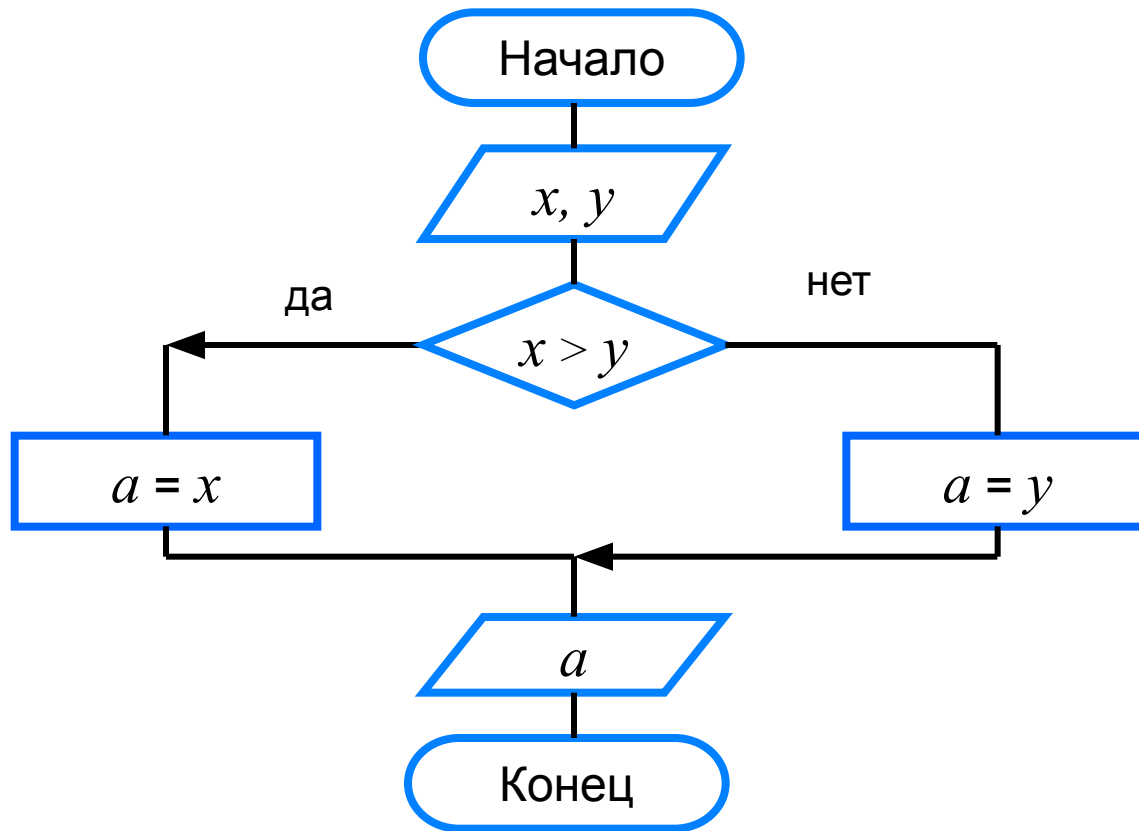 Начало
x, y
да
нет
x > y
a = x
a = y
a
Конец